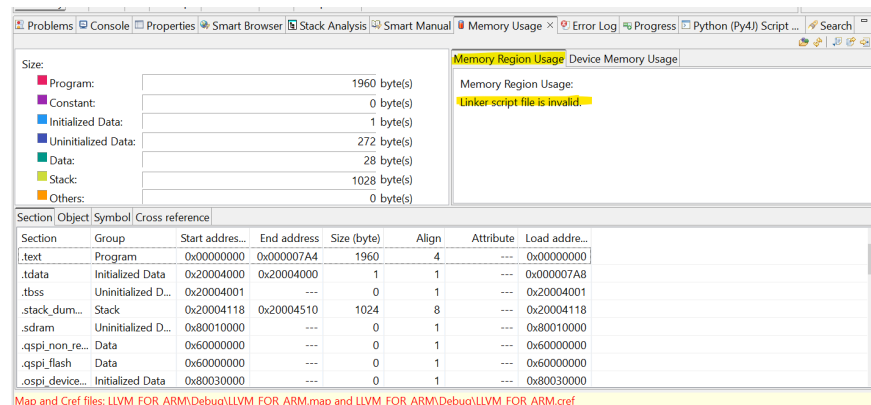 Problems Console Properties Smart Browser Stack Analysis Smart Manual Memory Usage Error Log Progress Python (Py4J) Script ... Search
Size:
Program: 1960 byte(s)
Constant: 0 byte(s)
Initialized Data: 1 byte(s)
Uninitialized Data: 272 byte(s)
Data: 28 byte(s)
Stack: 1028 byte(s)
Others: 0 byte(s)
Memory Region Usage Device Memory Usage
Memory Region Usage:
Linker script file is invalid.
Section Object Symbol Cross reference
Section Group Start addres... End address Size (byte) Align Attribute Load addre...
.text Program 0x00000000 0x000007A4 1960 4 --- 0x00000000
.tdata Initialized Data 0x20004000 0x20004000 1 1 --- 0x000007A8
.tbss Uninitialized D... 0x20004001 --- 0 1 --- 0x20004001
.stack_dum... Stack 0x20004118 0x20004510 1024 8 --- 0x20004118
.sdram Uninitialized D... 0x80010000 --- 0 1 --- 0x80010000
.qspi_non_re... Data 0x60000000 --- 0 1 --- 0x60000000
.qspi_flash Data 0x60000000 --- 0 1 --- 0x60000000
.ospi_device... Initialized Data 0x80030000 --- 0 1 --- 0x80030000
Map and Cref files: LLVM_FOR_ARM\Debug\LLVM_FOR_ARM.map and LLVM_FOR_ARM\Debug\LLVM_FOR_ARM.cref